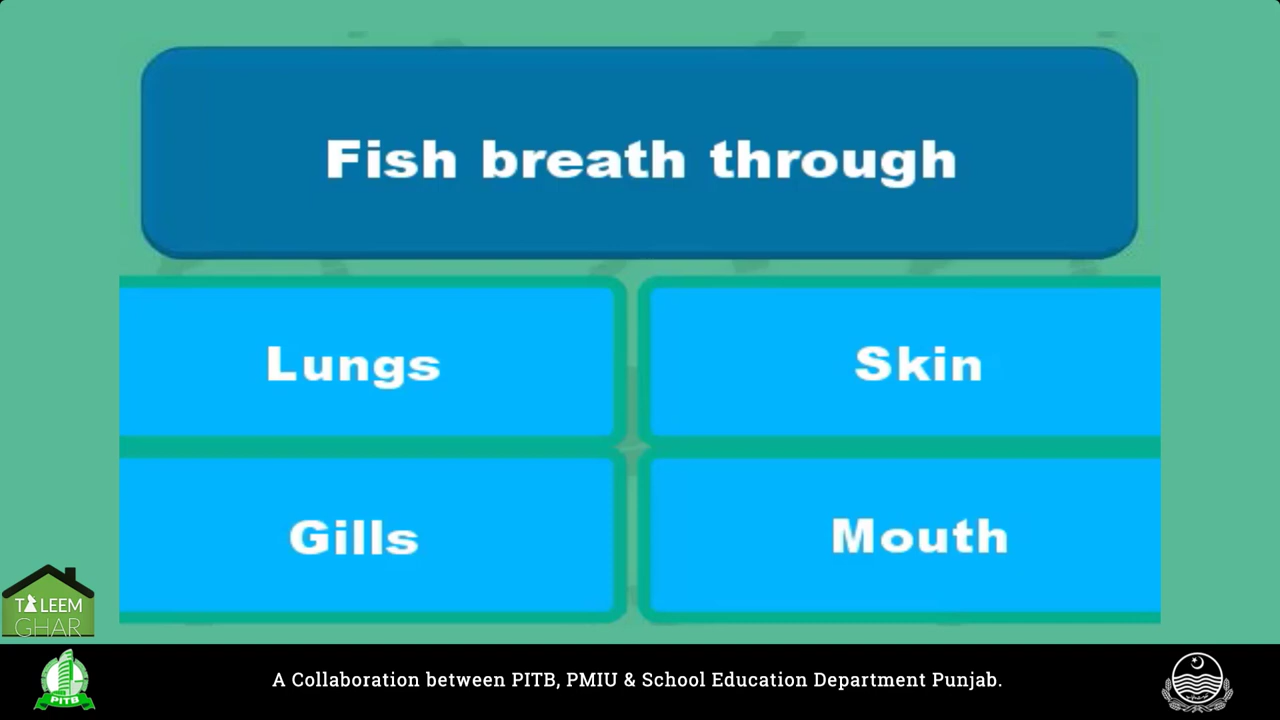 Fish breath through
Lungs
Skin
Gills
Mouth
TALEEM
GHAR
PITB
A Collaboration between PITB, PMIU & School Education Department Punjab.